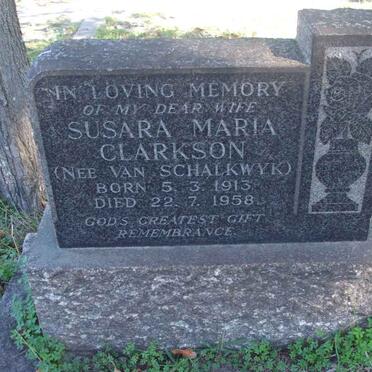 IN LOVING MEMORY
OF MY DEAR WIFE
SUSARA MARIA
CLARKSON
(NEE VAN SCHALKWYK)
BORN 5. 3. 1913
DIED 22. 7. 1958
GOD'S GREATEST GIFT
REMEMBRANCE